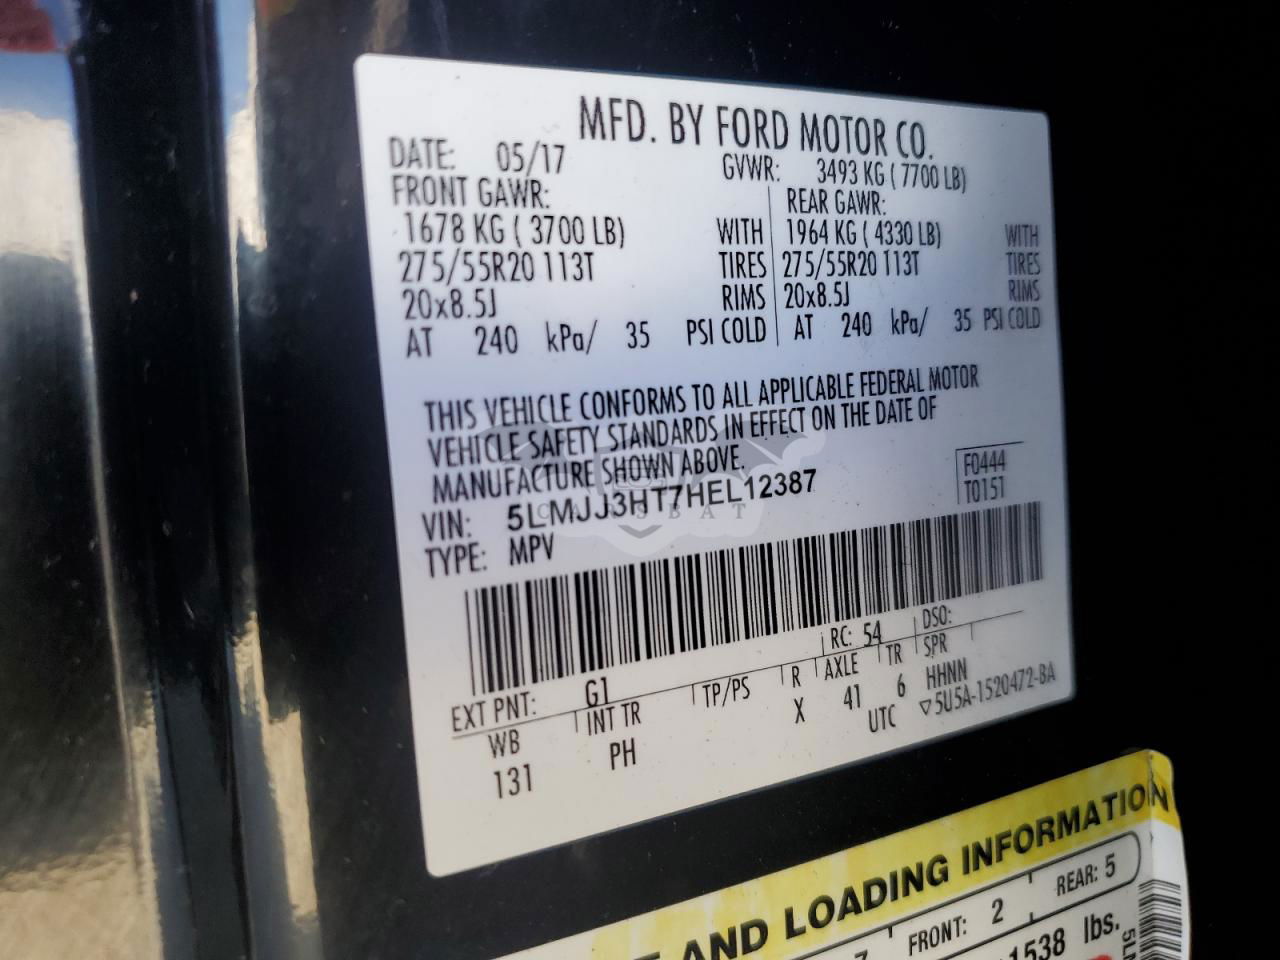 MFD. BY FORD MOTOR CO.
DATE: 05/17 GVWR: 3493 KG ( 7700 LB)
FRONT GAWR: REAR GAWR:
1678 KG ( 3700 LB) WITH 1964 KG ( 4330 LB) WITH
275/55R20 113T TIRES 275/55R20 113T TIRES
20x8.5J RIMS 20x8.5J RIMS
AT 240 kPa/ 35 PSI COLD AT 240 kPa/ 35 PSI COLD
THIS VEHICLE CONFORMS TO ALL APPLICABLE FEDERAL MOTOR
VEHICLE SAFETY STANDARDS IN EFFECT ON THE DATE OF
MANUFACTURE SHOWN ABOVE.
F0444
VIN: 5LMJJ3HT7HEL12387
T0151
CARSBAT
TYPE: MPV
EXT PNT: G1 RC: 54 DSO:
WB INT TR TP/PS R AXLE TR SPR
131 PH X 41 6 HHNN
UTC ▽5U5A-1520472-BA
AND LOADING INFORMATION
7 FRONT: 2 REAR: 5
1538 lbs.